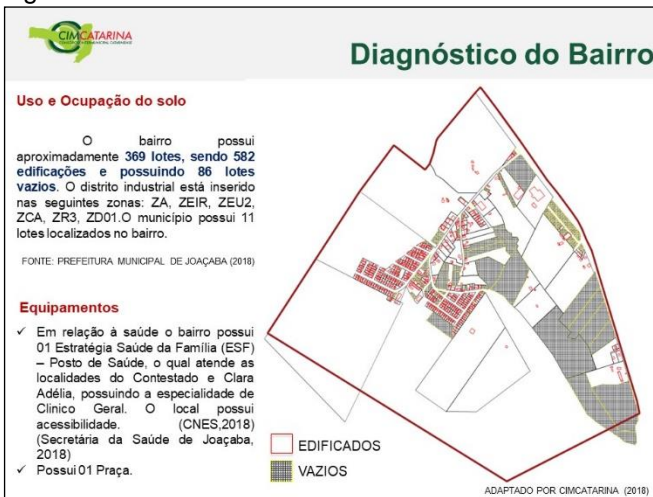 CIMCATARINA
Diagnóstico do Bairro
Uso e Ocupação do solo
O bairro possui
aproximadamente 369 lotes, sendo 582
edificações e possuindo 86 lotes
vazios. O distrito industrial está inserido
nas seguintes zonas: ZA, ZEIR, ZEU2,
ZCA, ZR3, ZD01.O município possui 11
lotes localizados no bairro.
FONTE: PREFEITURA MUNICIPAL DE JOAÇABA (2018)
Equipamentos
✓ Em relação à saúde o bairro possui
01 Estratégia Saúde da Família (ESF)
– Posto de Saúde, o qual atende as
localidades do Contestado e Clara
Adélia, possuindo a especialidade de
Clinico Geral. O local possui
acessibilidade. (CNES,2018)
(Secretária da Saúde de Joaçaba,
2018)
✓ Possui 01 Praça.
EDIFICADOS
VAZIOS
ADAPTADO POR CIMCATARINA (2018)